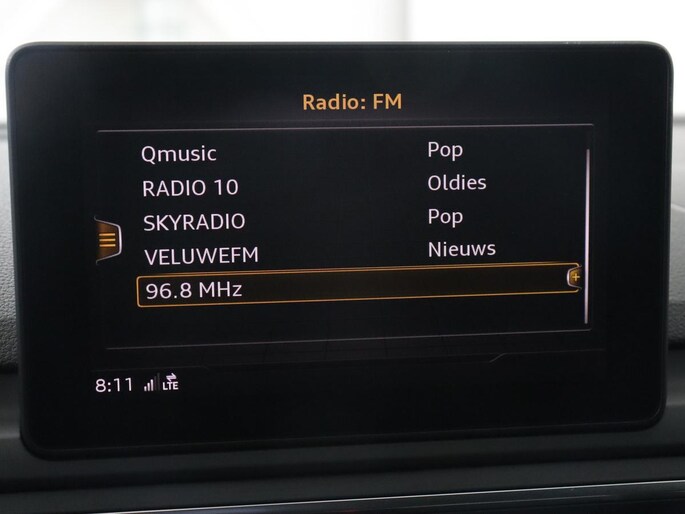 Radio: FM
Qmusic Pop
RADIO 10 Oldies
SKYRADIO Pop
VELUWEFM Nieuws
96.8 MHz
8:11 LTE